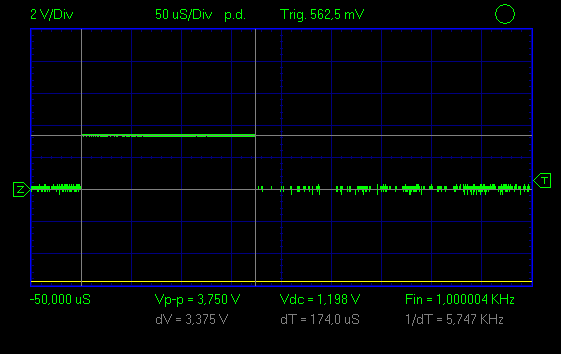 2 V/Div 50 uS/Div p.d. Trig. 562,5 mV
Z
T
-50,000 uS Vp-p = 3,750 V Vdc = 1,198 V Fin = 1,000004 KHz
dV = 3,375 V dT = 174,0 uS 1/dT = 5,747 KHz